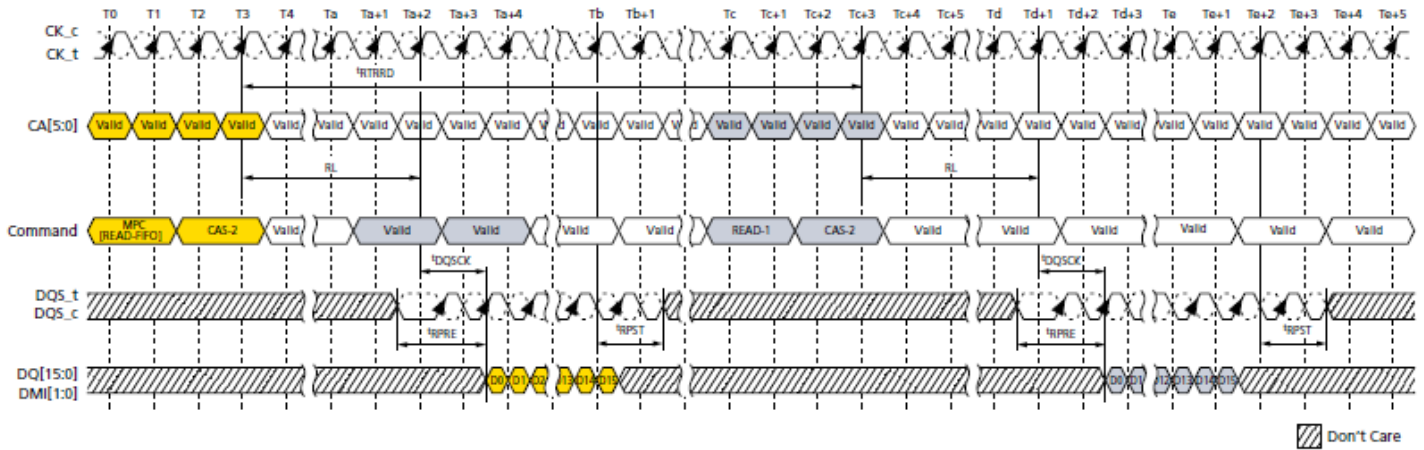 T0 T1 T2 T3 T4 Ta Ta+1 Ta+2 Ta+3 Ta+4 Tb Tb+1 Tc Tc+1 Tc+2 Tc+3 Tc+4 Tc+5 Td Td+1 Td+2 Td+3 Te Te+1 Te+2 Te+3 Te+4 Te+5
CK_c
CK_t
tRTRRD
CA[5:0] Valid Valid Valid Valid Valid Valid Valid Valid Valid Valid Valid Valid Valid Valid Valid Valid Valid Valid Valid Valid Valid Valid Valid Valid Valid Valid Valid
RL RL
Command MPC [READ-FIFO] CAS-2 Valid Valid Valid Valid Valid READ-1 CAS-2 Valid Valid Valid Valid Valid Valid
tDQSCK tDQSCK
DQS_t
DQS_c
tRPRE tRPST tRPRE tRPST
DQ[15:0] D0 D1 D2 D13 D14 D15 D0 D1 D12 D13 D14 D15
DMI[1:0]
Don't Care